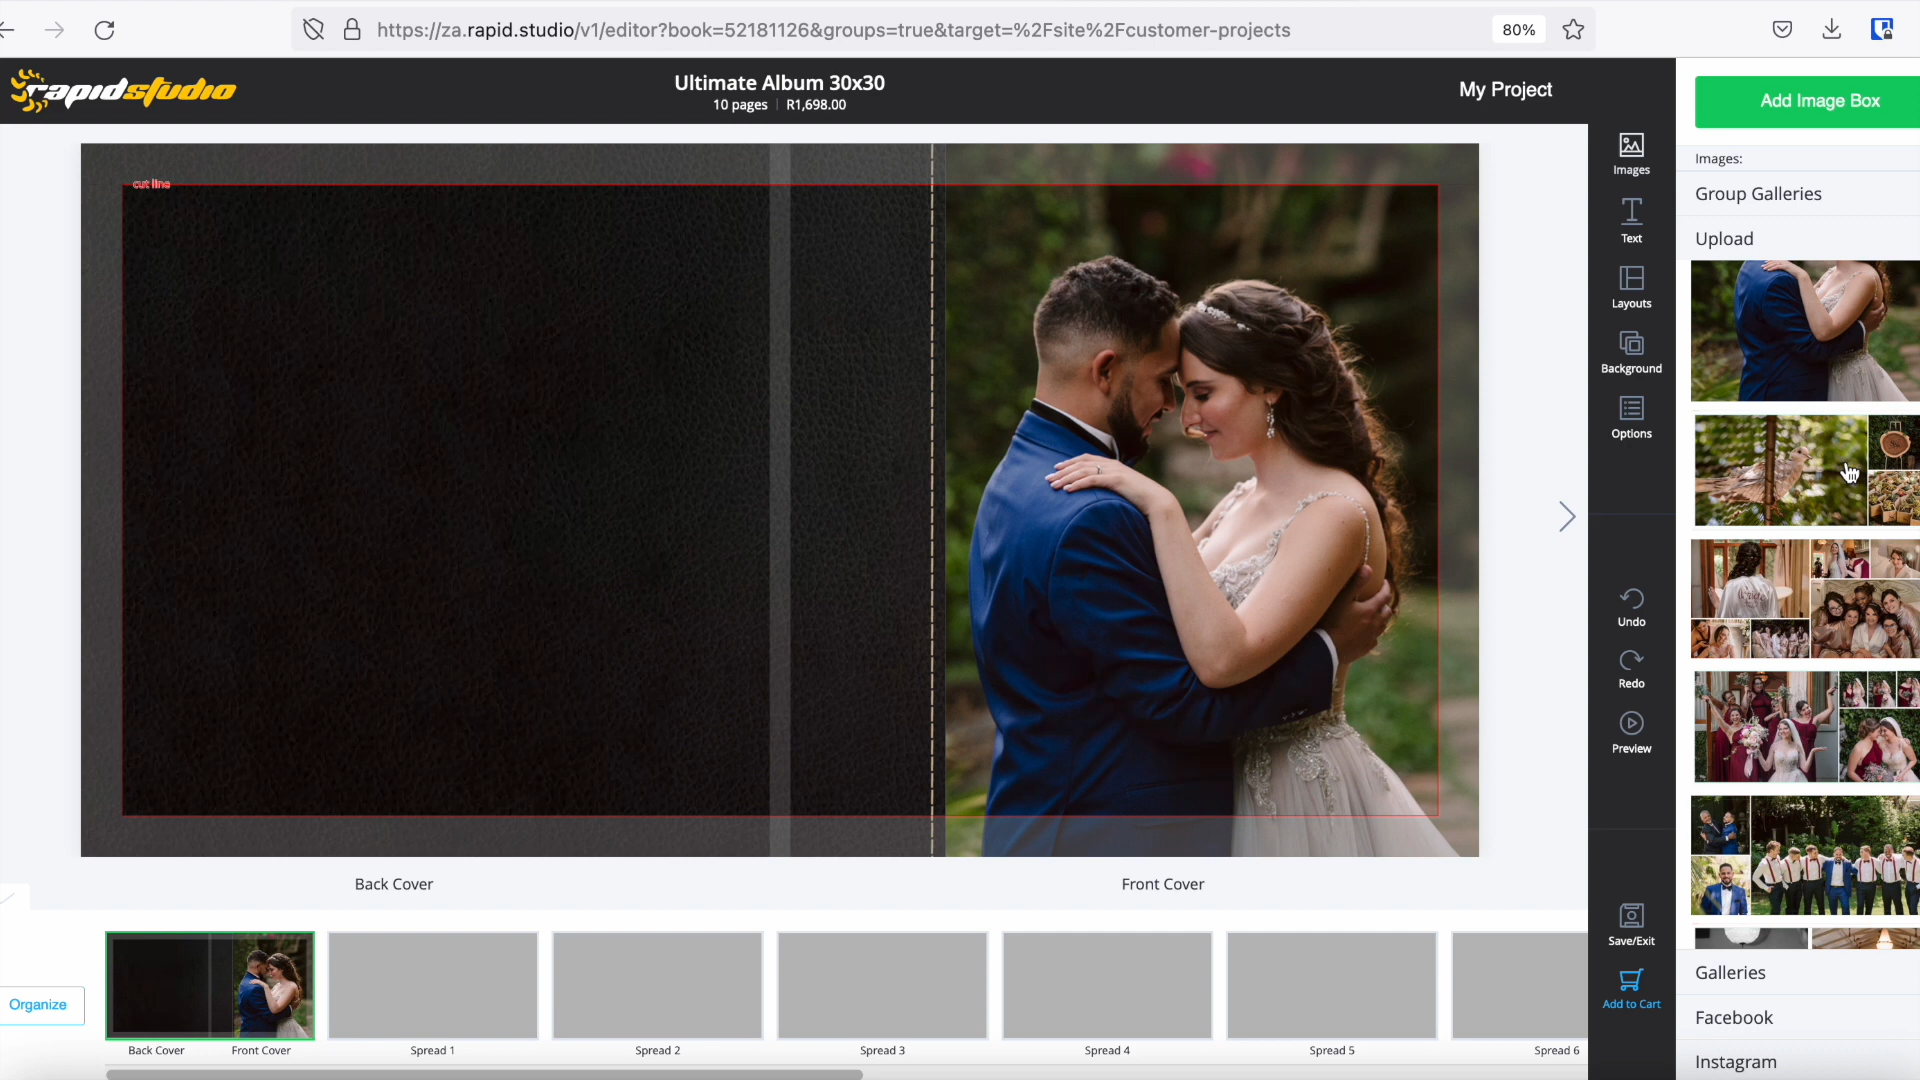 https://za.rapid.studio/v1/editor?book=52181126&groups=true&target=%2Fsite%2Fcustomer-projects
80%
rapidstudio
Ultimate Album 30x30
10 pages | R1,698.00
My Project
Add Image Box
Images:
Group Galleries
Upload
Images
Text
Layouts
Background
Options
Undo
Redo
Preview
Save/Exit
Add to Cart
cut line
Back Cover
Front Cover
Organize
Back Cover
Front Cover
Spread 1
Spread 2
Spread 3
Spread 4
Spread 5
Spread 6
Galleries
Facebook
Instagram